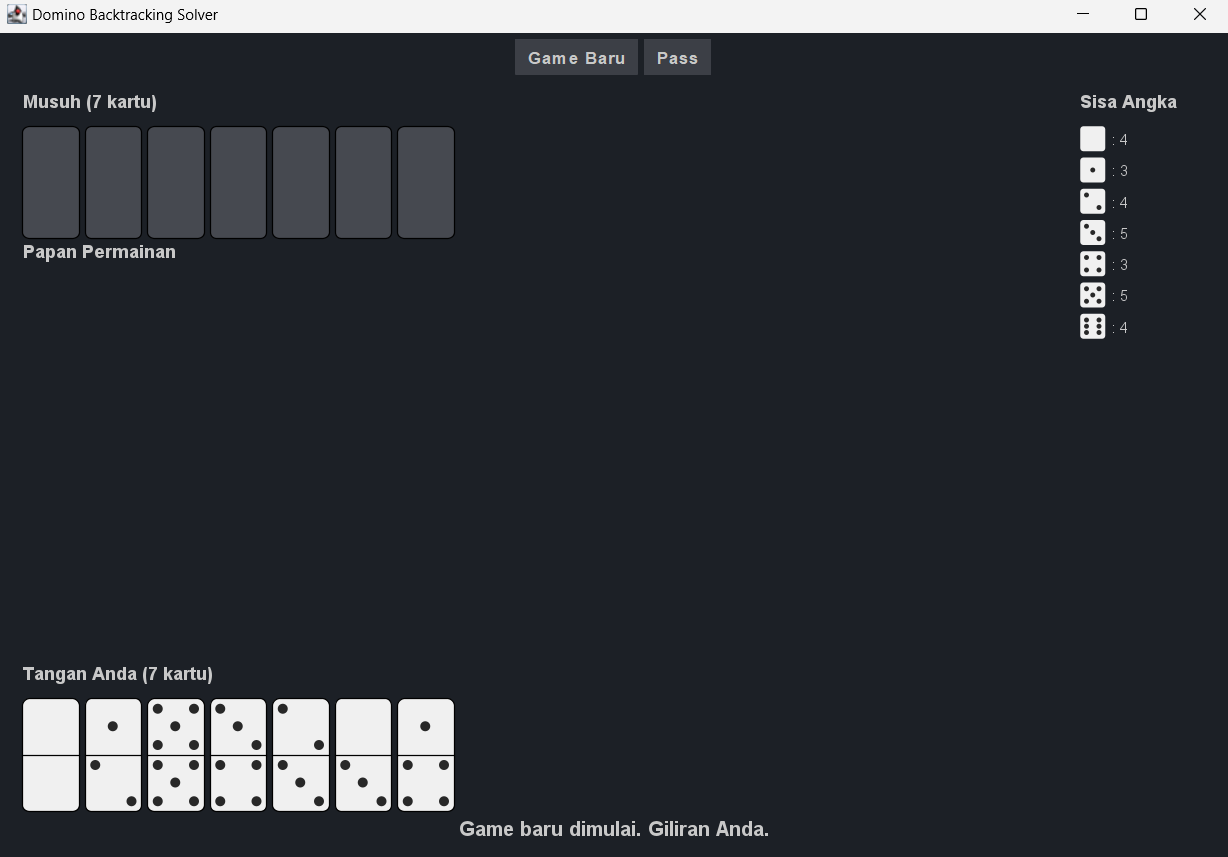 Domino Backtracking Solver
Game Baru Pass
Musuh (7 kartu)
Sisa Angka
: 4
: 3
: 4
: 5
: 3
: 5
: 4
Papan Permainan
Tangan Anda (7 kartu)
Game baru dimulai. Giliran Anda.